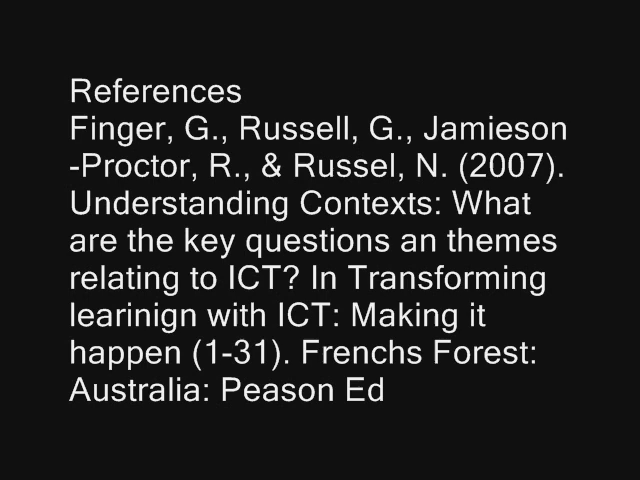 References
Finger, G., Russell, G., Jamieson
-Proctor, R., & Russel, N. (2007).
Understanding Contexts: What
are the key questions an themes
relating to ICT? In Transforming
learinign with ICT: Making it
happen (1-31). Frenchs Forest:
Australia: Peason Ed